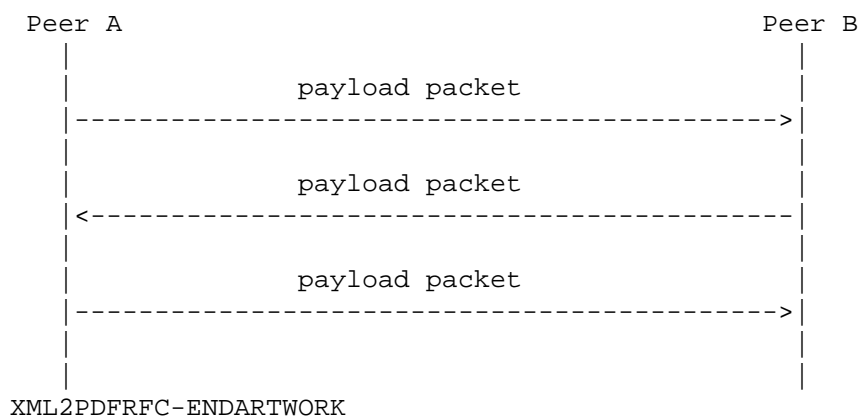 Peer A Peer B
payload packet
payload packet
payload packet
XML2PDFRFC-ENDARTWORK